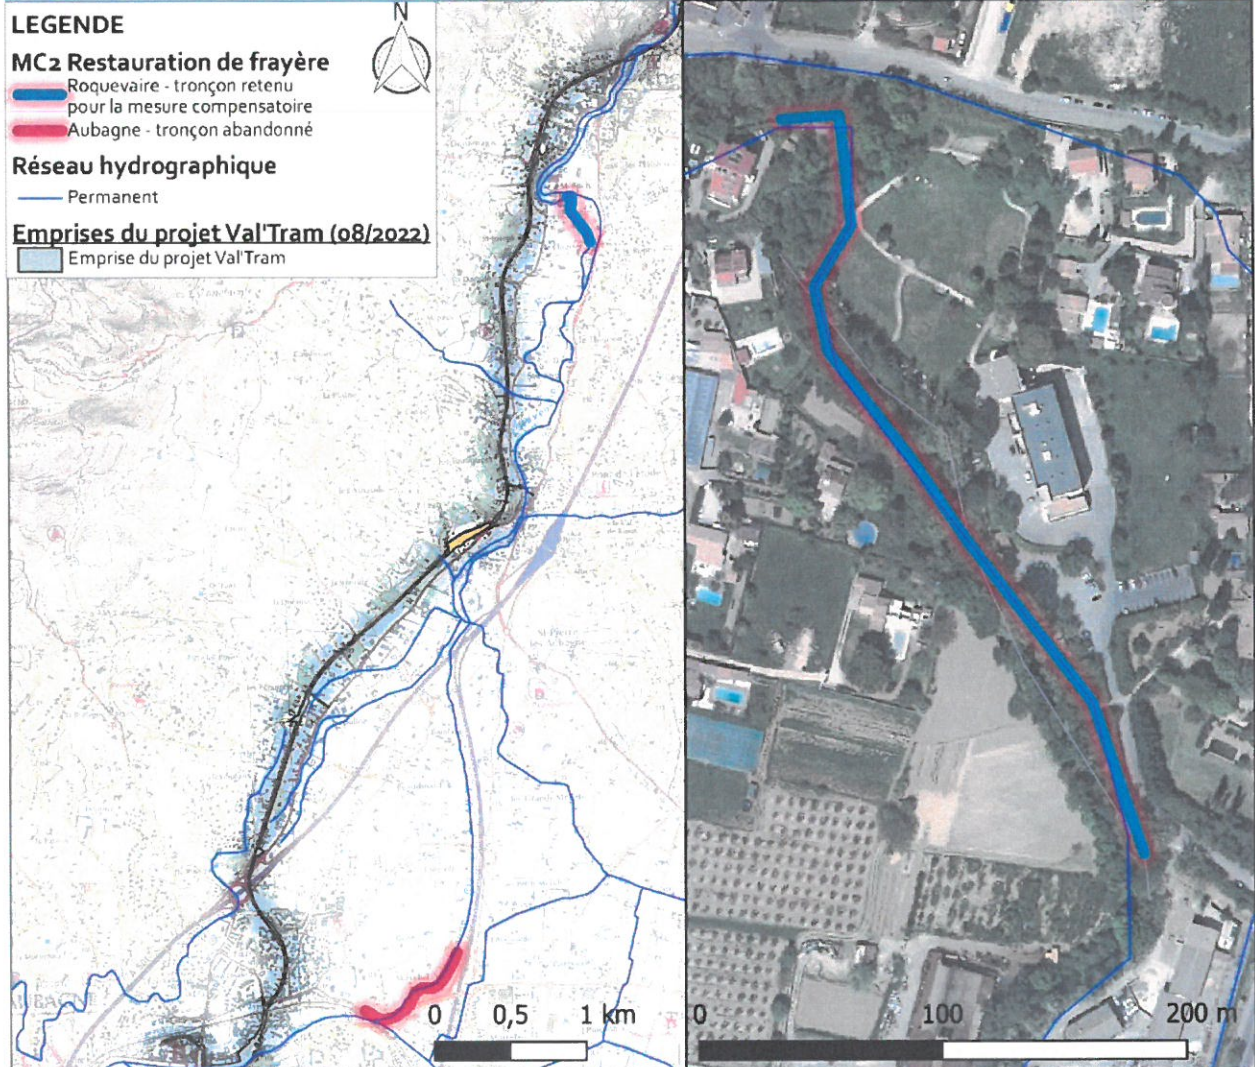 LEGENDE
MC2 Restauration de frayère
Roquevaire - tronçon retenu
pour la mesure compensatoire
Aubagne - tronçon abandonné
Réseau hydrographique
Permanent
Emprises du projet Val'Tram (08/2022)
Emprise du projet Val'Tram
N
0 0,5 1 km
0 100 200 m